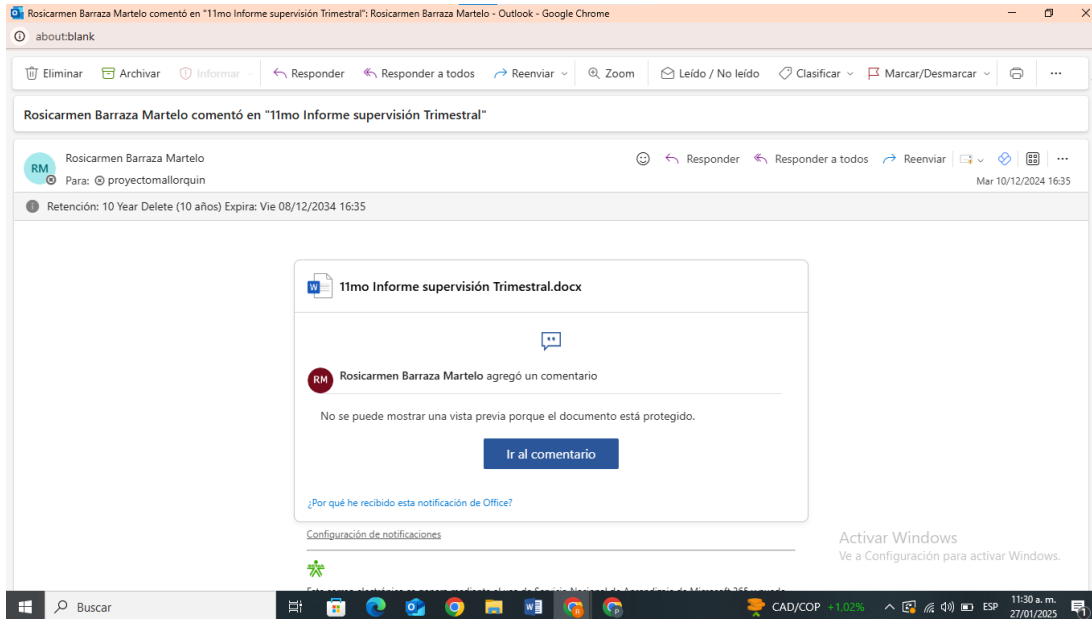 Rosicarmen Barraza Martelo comentó en "11mo Informe supervisión Trimestral": Rosicarmen Barraza Martelo - Outlook - Google Chrome
about:blank
Eliminar Archivar Informar Responder Responder a todos Reenviar Zoom Leído / No leído Clasificar Marcar/Desmarcar
Rosicarmen Barraza Martelo comentó en "11mo Informe supervisión Trimestral"
RM
Rosicarmen Barraza Martelo
Responder Responder a todos Reenviar
Para: proyectomallorquin
Mar 10/12/2024 16:35
Retención: 10 Year Delete (10 años) Expira: Vie 08/12/2034 16:35
11mo Informe supervisión Trimestral.docx
RM Rosicarmen Barraza Martelo agregó un comentario
No se puede mostrar una vista previa porque el documento está protegido.
Ir al comentario
¿Por qué he recibido esta notificación de Office?
Configuración de notificaciones
Activar Windows
Ve a Configuración para activar Windows.
Buscar
CAD/COP +1,02%
ESP
11:30 a. m.
27/01/2025